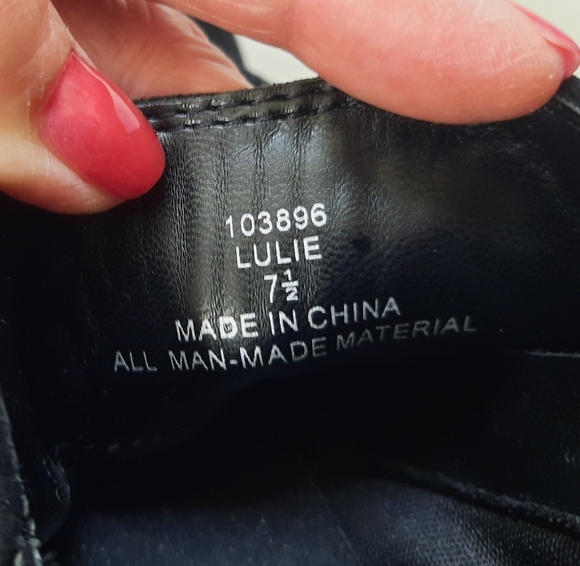 103896
LULIE
7½
MADE IN CHINA
ALL MAN-MADE MATERIAL